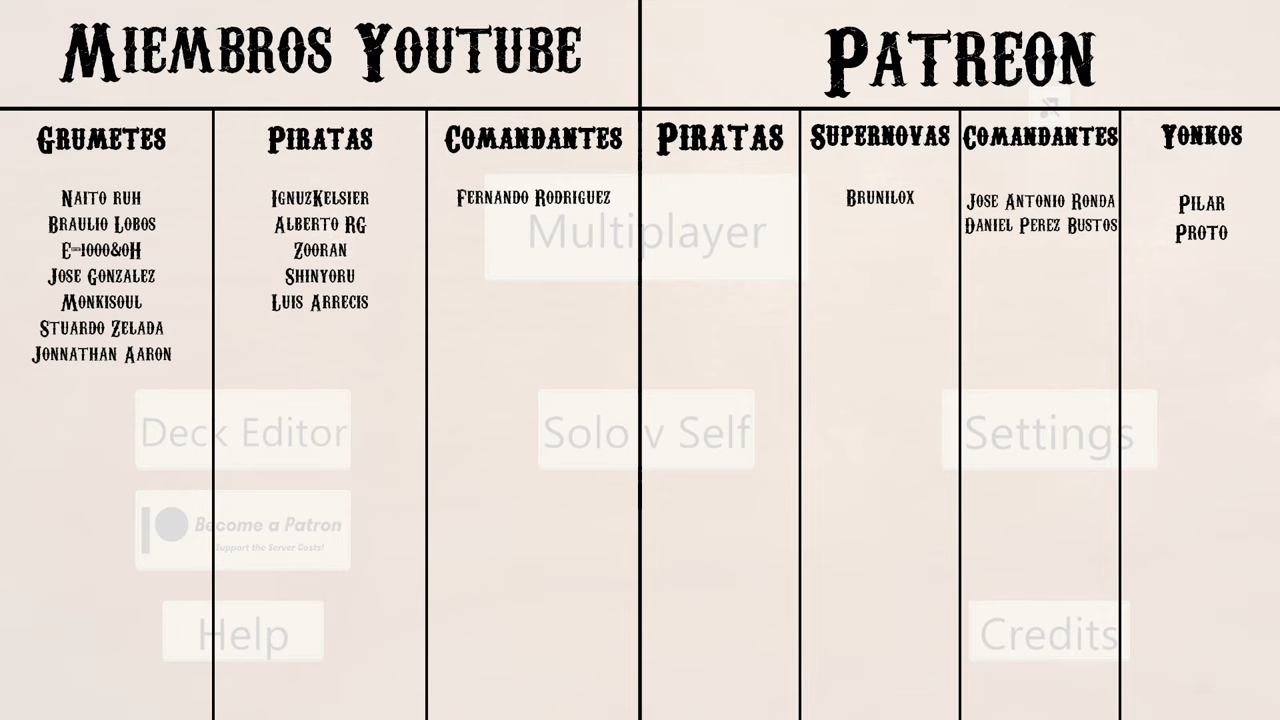 Miembros Youtube
Patreon
Grumetes
Naito ruh
Braulio Lobos
E-1000&0H
Jose Gonzalez
Monkisoul
Stuardo Zelada
Jonnathan Aaron
Piratas
IgnuzKelsier
Alberto RG
Zooran
Shinyoru
Luis Arrecis
Comandantes
Fernando Rodriguez
Piratas
Supernovas
Brunilox
Comandantes
Jose Antonio Ronda
Daniel Perez Bustos
Yonkos
Pilar
Proto
Multiplayer
Deck Editor
Solo v Self
Settings
Become a Patron
Support the Server Costs!
Help
Credits